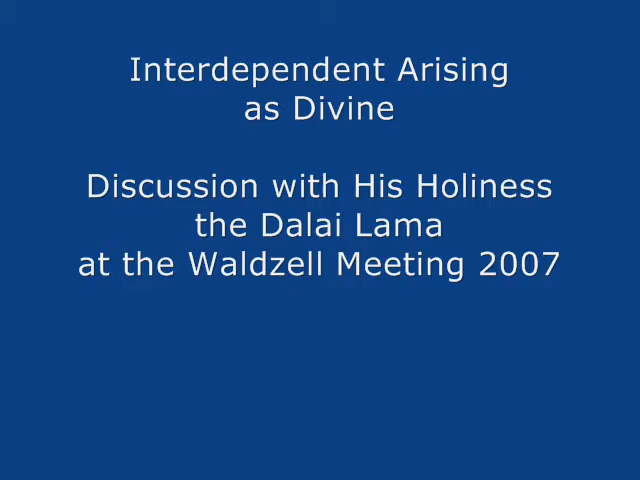 Interdependent Arising
as Divine
Discussion with His Holiness
the Dalai Lama
at the Waldzell Meeting 2007